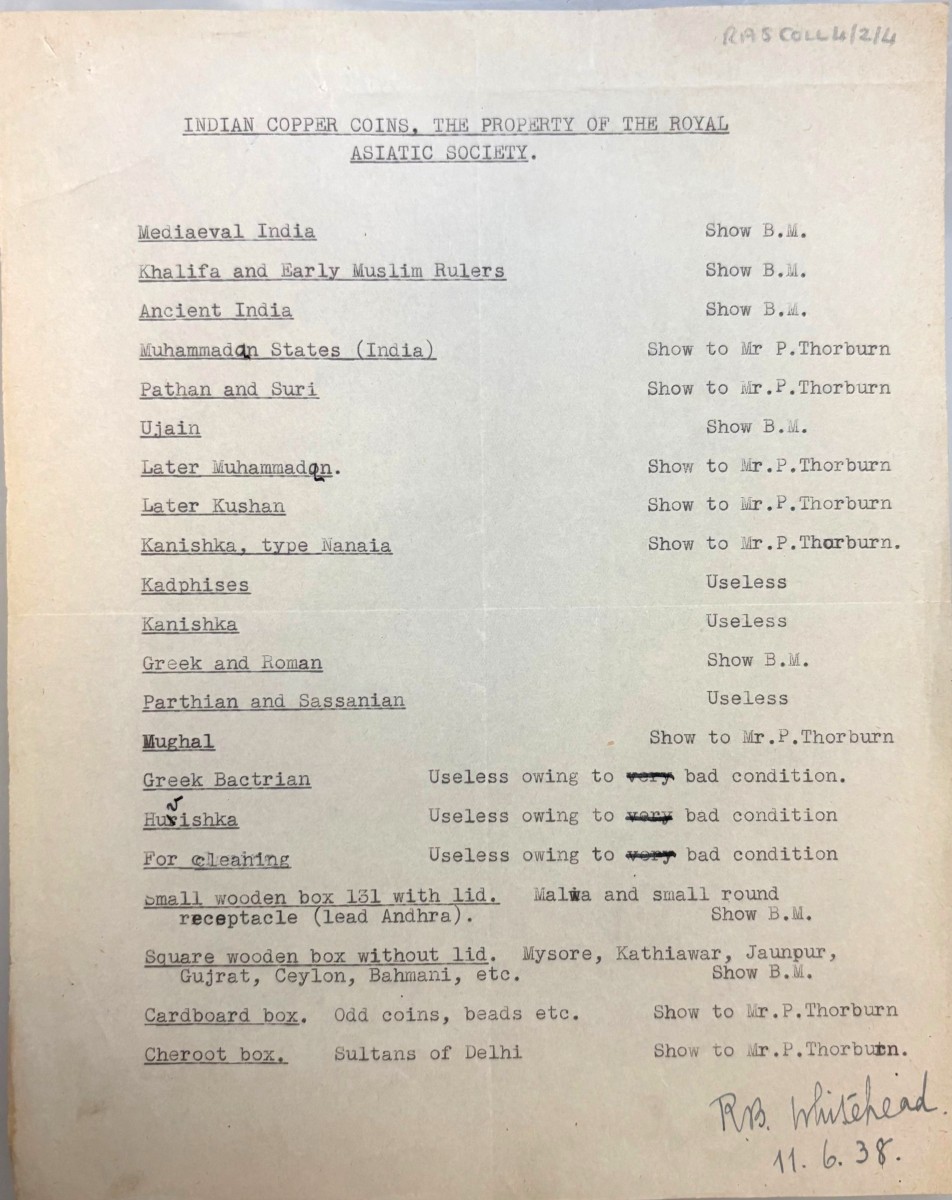 RAS COLL 4/2/4
INDIAN COPPER COINS, THE PROPERTY OF THE ROYAL
ASIATIC SOCIETY.
Mediaeval India Show B.M.
Khalifa and Early Muslim Rulers Show B.M.
Ancient India Show B.M.
Muhammadan States (India) Show to Mr P.Thorburn
Pathan and Suri Show to Mr.P.Thorburn
Ujain Show B.M.
Later Muhammadan. Show to Mr.P.Thorburn
Later Kushan Show to Mr.P.Thorburn
Kanishka, type Nanaia Show to Mr.P.Thorburn.
Kadphises Useless
Kanishka Useless
Greek and Roman Show B.M.
Parthian and Sassanian Useless
Mughal Show to Mr.P.Thorburn
Greek Bactrian Useless owing to very bad condition.
Huvishka Useless owing to very bad condition
For cleaning Useless owing to very bad condition
Small wooden box 131 with lid. Malwa and small round
receptacle (lead Andhra). Show B.M.
Square wooden box without lid. Mysore, Kathiawar, Jaunpur,
Gujrat, Ceylon, Bahmani, etc. Show B.M.
Cardboard box. Odd coins, beads etc. Show to Mr.P.Thorburn
Cheroot box. Sultans of Delhi Show to Mr.P.Thorburn.
R.B. Whitehead.
11. 6. 38.